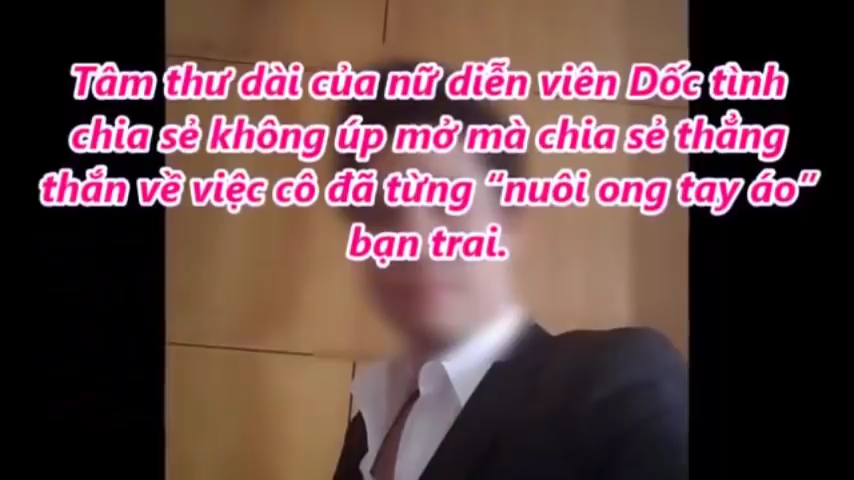 Tâm thư dài của nữ diễn viên Dốc tình
chia sẻ không úp mở mà chia sẻ thẳng
thắn về việc cô đã từng “nuôi ong tay áo”
bạn trai.